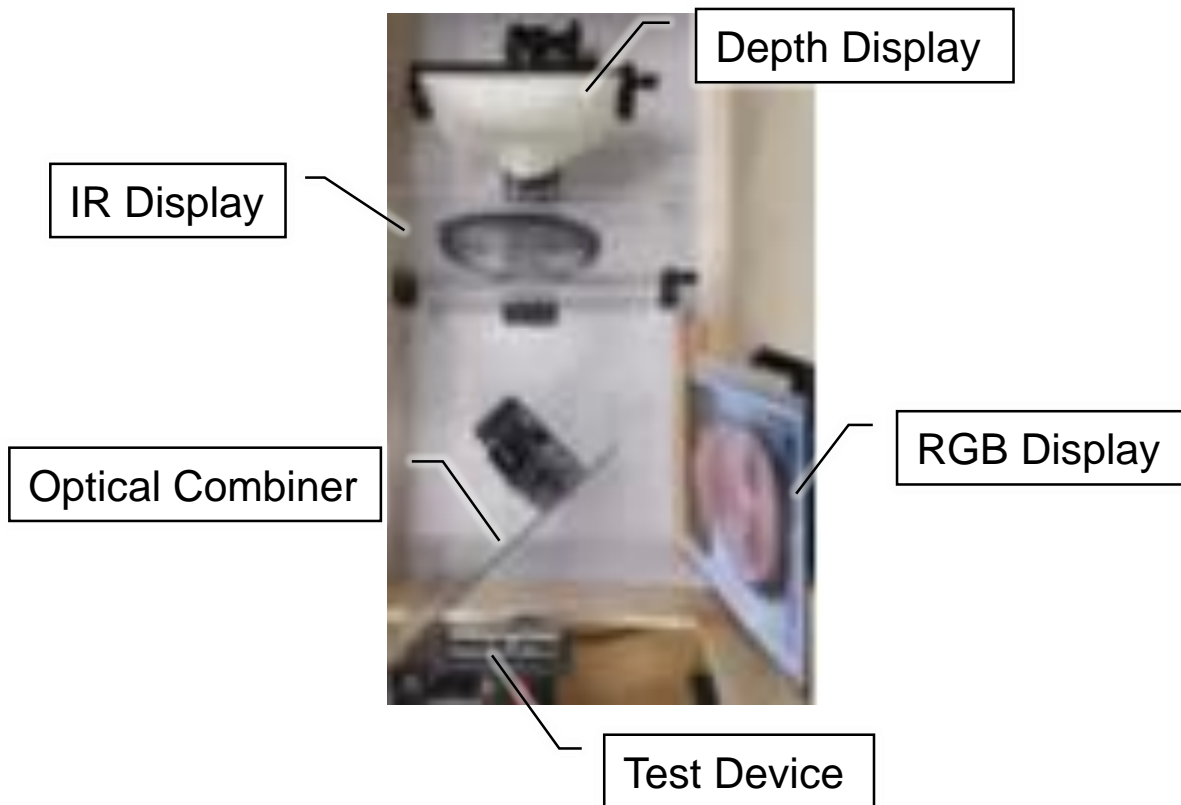 Depth Display
IR Display
RGB Display
Optical Combiner
Test Device